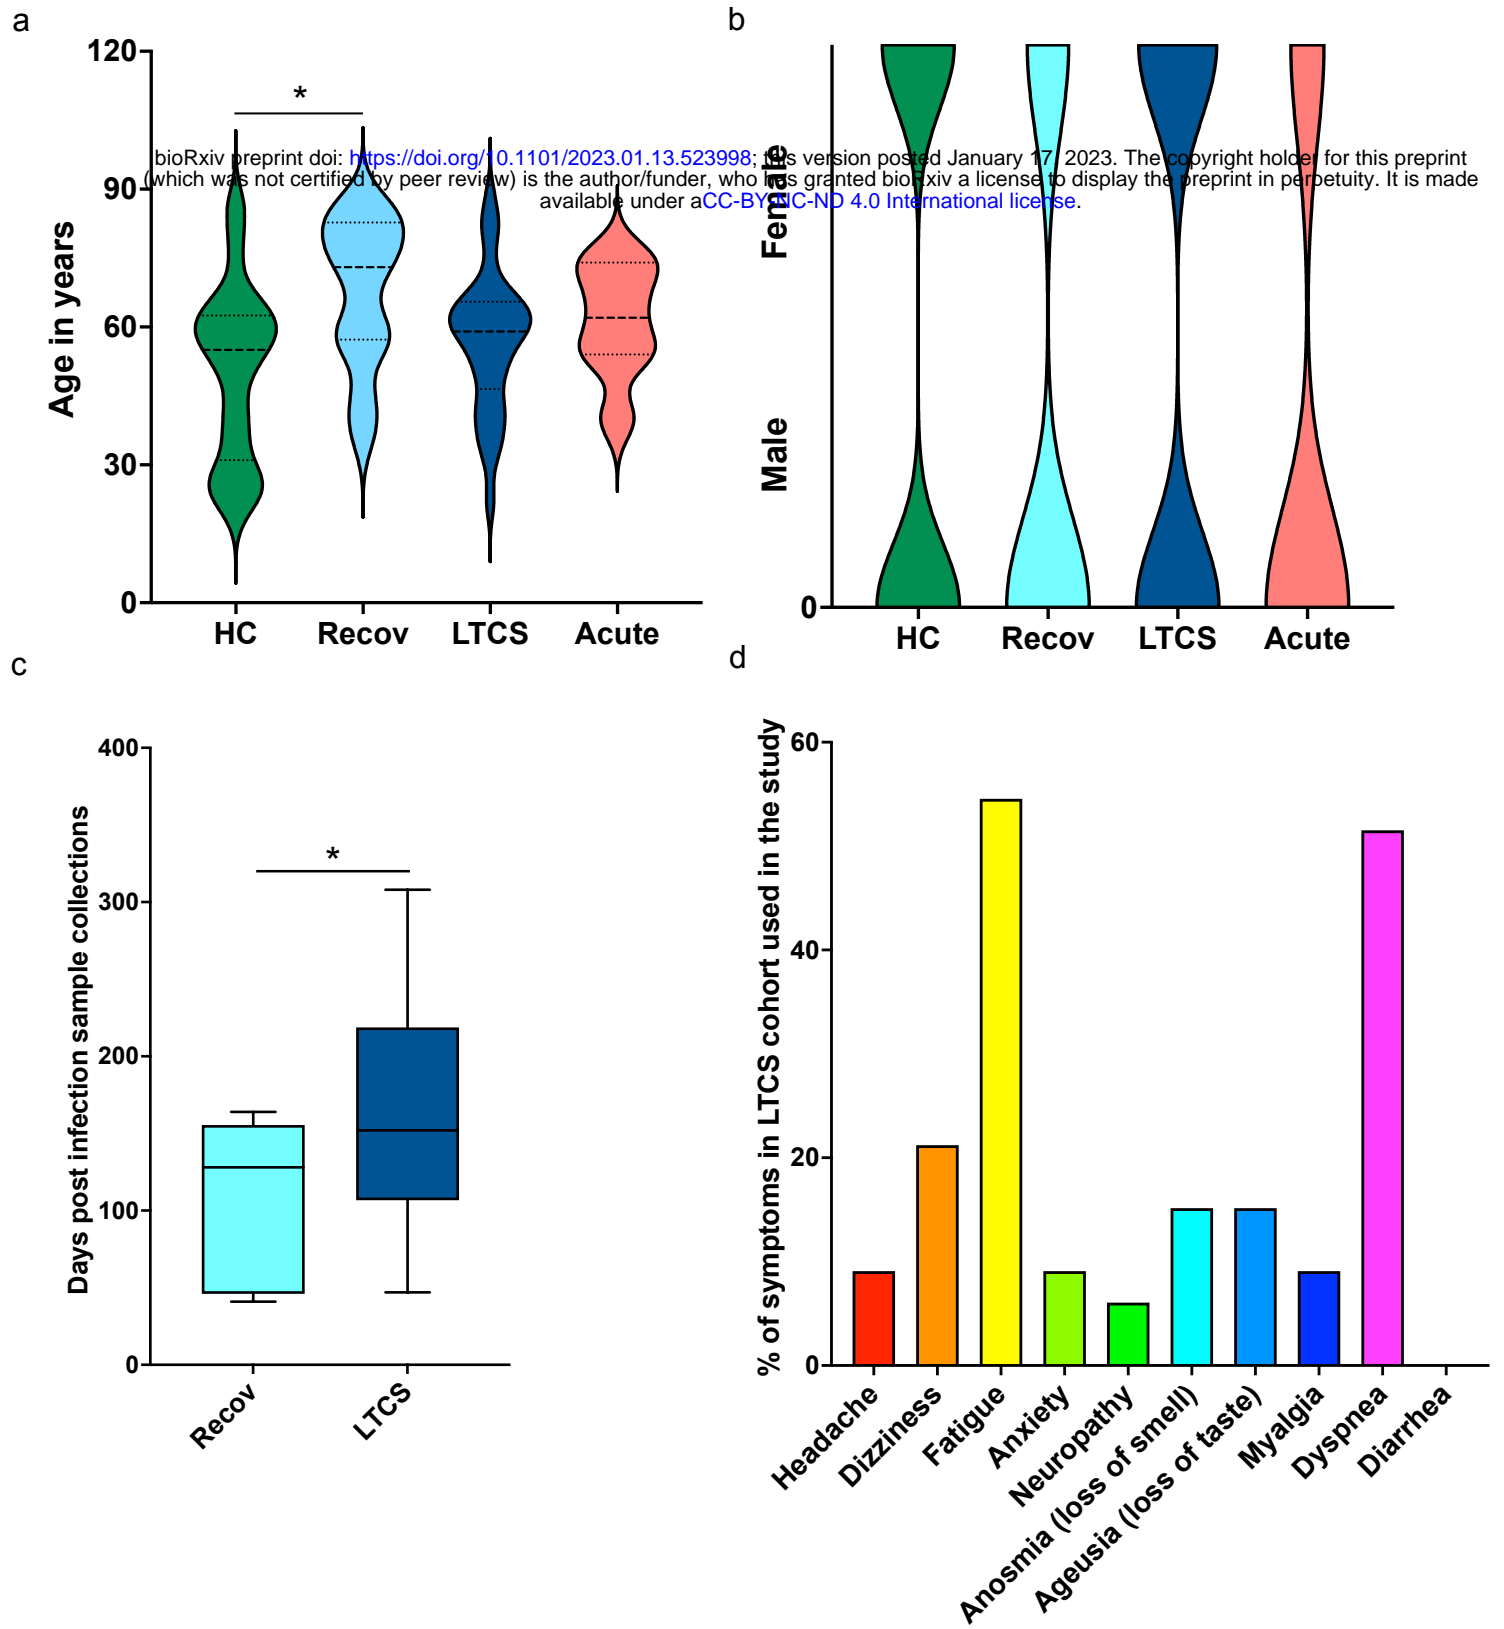 a
b
120
90
60
30
0
Age in years
*
HC
Recov
LTCS
Acute
bioRxiv preprint doi: https://doi.org/10.1101/2023.01.13.523998; this version posted January 17, 2023. The copyright holder for this preprint
(which was not certified by peer review) is the author/funder, who has granted bioRxiv a license to display the preprint in perpetuity. It is made
available under aCC-BY-NC-ND 4.0 International license.
Female
Male
0
HC
Recov
LTCS
Acute
c
d
400
300
200
100
0
Days post infection sample collections
*
Recov
LTCS
60
40
20
0
% of symptoms in LTCS cohort used in the study
Headache
Dizziness
Fatigue
Anxiety
Neuropathy
Anosmia (loss of smell)
Ageusia (loss of taste)
Myalgia
Dyspnea
Diarrhea